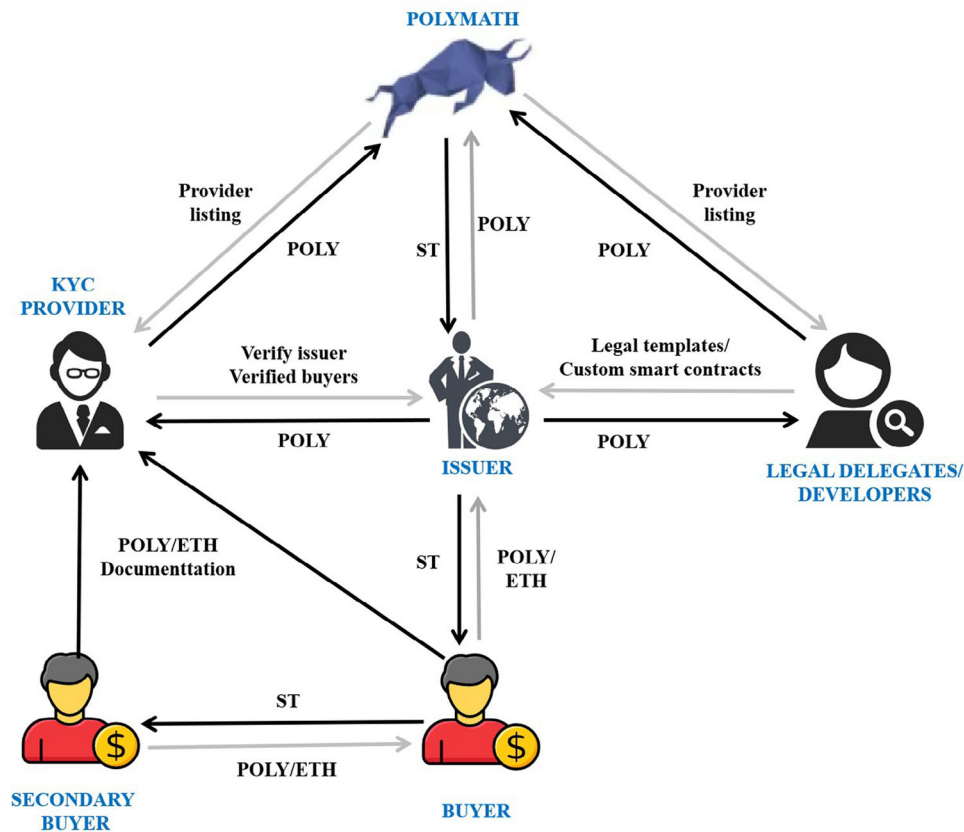 POLYMATH
Provider
listing
POLY
ST
POLY
POLY
Provider
listing
KYC
PROVIDER
Verify issuer
Verified buyers
POLY
Legal templates/
Custom smart contracts
POLY
ISSUER
LEGAL DELEGATES/
DEVELOPERS
POLY/ETH
Documenttation
ST
POLY/
ETH
ST
$
$
POLY/ETH
SECONDARY
BUYER
BUYER